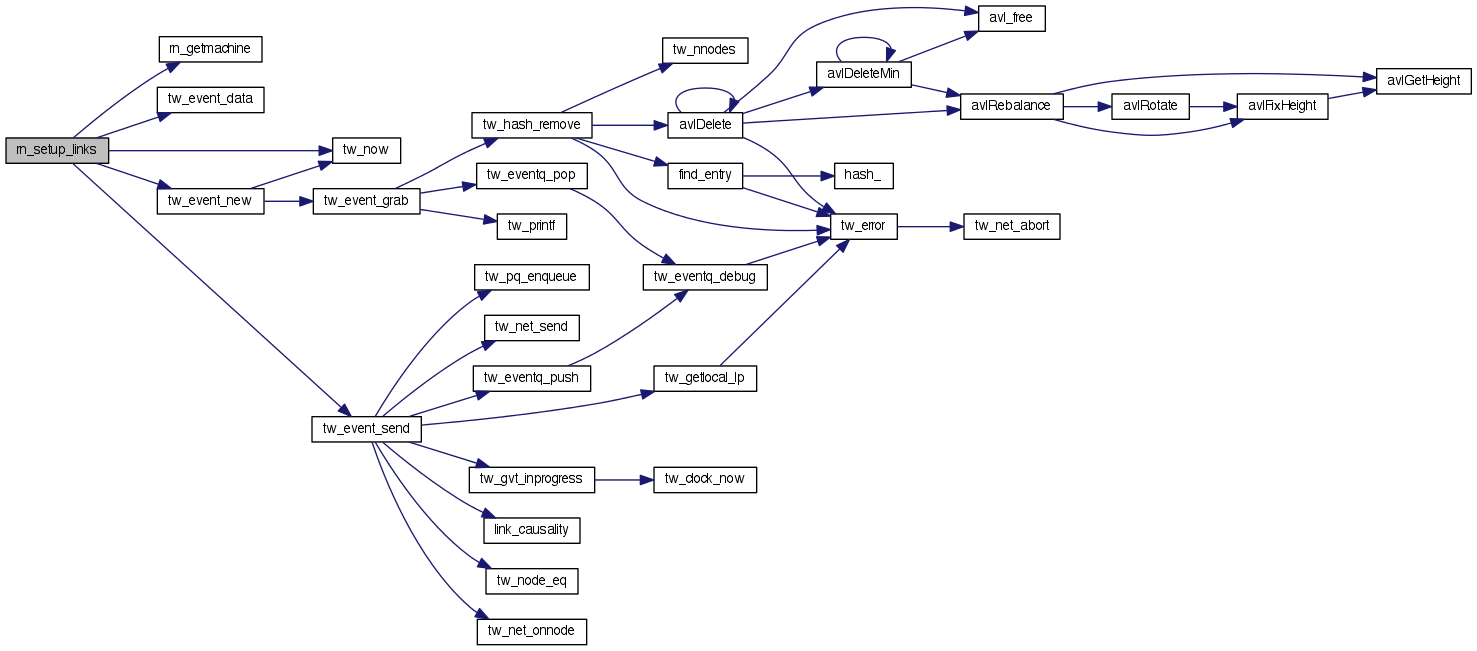 rn_setup_links
rn_getmachine
tw_event_data
tw_now
tw_event_new
tw_event_grab
tw_hash_remove
tw_nnodes
avlDelete
avlDeleteMin
avl_free
avlRebalance
avlRotate
avlFixHeight
avlGetHeight
find_entry
hash_
tw_eventq_pop
tw_printf
tw_error
tw_net_abort
tw_eventq_debug
tw_event_send
tw_pq_enqueue
tw_net_send
tw_eventq_push
tw_getlocal_lp
tw_gvt_inprogress
tw_clock_now
link_causality
tw_node_eq
tw_net_onnode